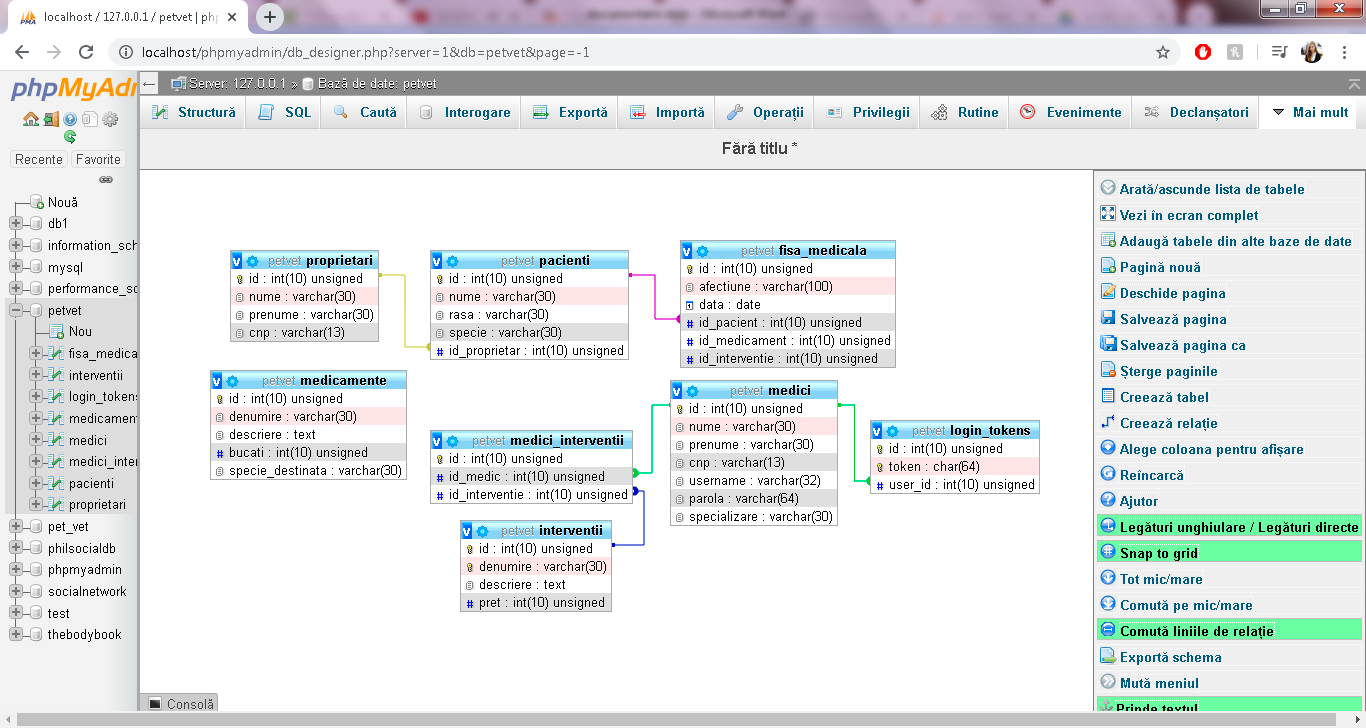 localhost / 127.0.0.1 / petvet | php
localhost/phpmyadmin/db_designer.php?server=1&db=petvet&page=-1
phpMyAdm
Server: 127.0.0.1 » Bază de date: petvet
Structură SQL Caută Interogare Exportă Importă Operații Privilegii Rutine Evenimente Declanșatori Mai mult
Fără titlu *
Recente Favorite
Nouă
db1
information_sch
mysql
performance_sc
petvet
Nou
fisa_medica
interventii
login_tokens
medicamen
medici
medici_inter
pacienti
proprietari
pet_vet
philsocialdb
phpmyadmin
socialnetwork
test
thebodybook
petvet proprietari
id : int(10) unsigned
nume : varchar(30)
prenume : varchar(30)
cnp : varchar(13)
petvet pacienti
id : int(10) unsigned
nume : varchar(30)
rasa : varchar(30)
specie : varchar(30)
id_proprietar : int(10) unsigned
petvet fisa_medicala
id : int(10) unsigned
afectiune : varchar(100)
data : date
id_pacient : int(10) unsigned
id_medicament : int(10) unsigned
id_interventie : int(10) unsigned
petvet medicamente
id : int(10) unsigned
denumire : varchar(30)
descriere : text
bucati : int(10) unsigned
specie_destinata : varchar(30)
petvet medici_interventii
id : int(10) unsigned
id_medic : int(10) unsigned
id_interventie : int(10) unsigned
petvet medici
id : int(10) unsigned
nume : varchar(30)
prenume : varchar(30)
cnp : varchar(13)
username : varchar(32)
parola : varchar(64)
specializare : varchar(30)
petvet login_tokens
id : int(10) unsigned
token : char(64)
user_id : int(10) unsigned
petvet interventii
id : int(10) unsigned
denumire : varchar(30)
descriere : text
pret : int(10) unsigned
Arată/ascunde lista de tabele
Vezi în ecran complet
Adaugă tabele din alte baze de date
Pagină nouă
Deschide pagina
Salvează pagina
Salvează pagina ca
Șterge paginile
Creează tabel
Creează relație
Alege coloana pentru afișare
Reîncarcă
Ajutor
Legături unghiulare / Legături directe
Snap to grid
Tot mic/mare
Comută pe mic/mare
Comută liniile de relație
Exportă schema
Mută meniul
Prinde textul
Consolă